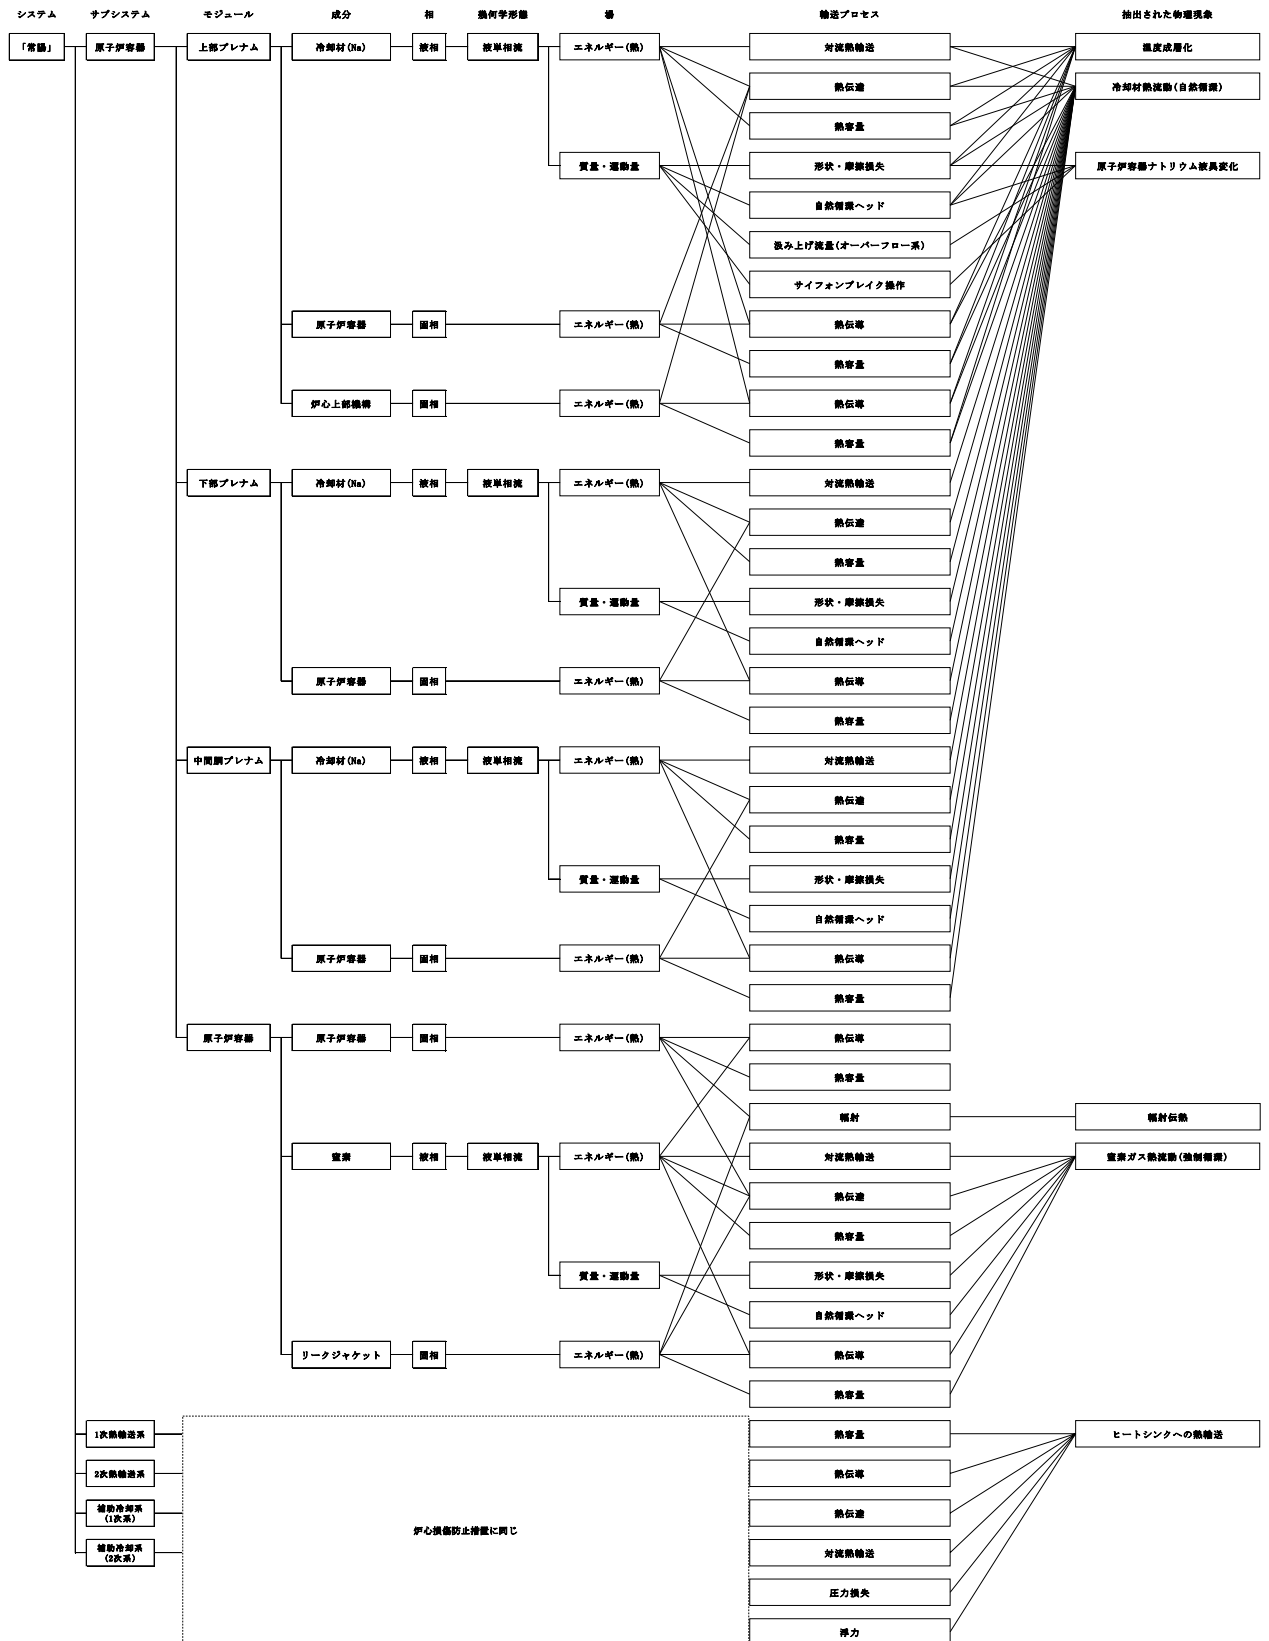 システム サブシステム モジュール 成分 相 幾何学形態 場 輸送プロセス 抽出された物理現象
「常陽」 原子炉容器 上部プレナム 冷却材(Na) 液相 液単相流 エネルギー(熱) 対流熱輸送 温度成層化
熱伝達 冷却材熱流動(自然循環)
熱容量
質量・運動量 形状・摩擦損失 原子炉容器ナトリウム液位変化
自然循環ヘッド
汲み上げ流量(オーバーフロー系)
サイフォンブレイク操作
原子炉容器 固相 エネルギー(熱) 熱伝導
熱容量
炉心上部機構 固相 エネルギー(熱) 熱伝導
熱容量
下部プレナム 冷却材(Na) 液相 液単相流 エネルギー(熱) 対流熱輸送
熱伝達
熱容量
質量・運動量 形状・摩擦損失
自然循環ヘッド
原子炉容器 固相 エネルギー(熱) 熱伝導
熱容量
中間胴プレナム 冷却材(Na) 液相 液単相流 エネルギー(熱) 対流熱輸送
熱伝達
熱容量
質量・運動量 形状・摩擦損失
自然循環ヘッド
原子炉容器 固相 エネルギー(熱) 熱伝導
熱容量
原子炉容器 原子炉容器 固相 エネルギー(熱) 熱伝導
熱容量
輻射 輻射伝熱
窒素 液相 液単相流 エネルギー(熱) 対流熱輸送 窒素ガス熱流動(強制循環)
熱伝達
熱容量
質量・運動量 形状・摩擦損失
自然循環ヘッド
リークジャケット 固相 エネルギー(熱) 熱伝導
熱容量
1次熱輸送系 熱容量 ヒートシンクへの熱輸送
2次熱輸送系 熱伝導
補助冷却系
(1次系)
熱伝達
炉心損傷防止措置に同じ
補助冷却系
(2次系)
対流熱輸送
圧力損失
浮力